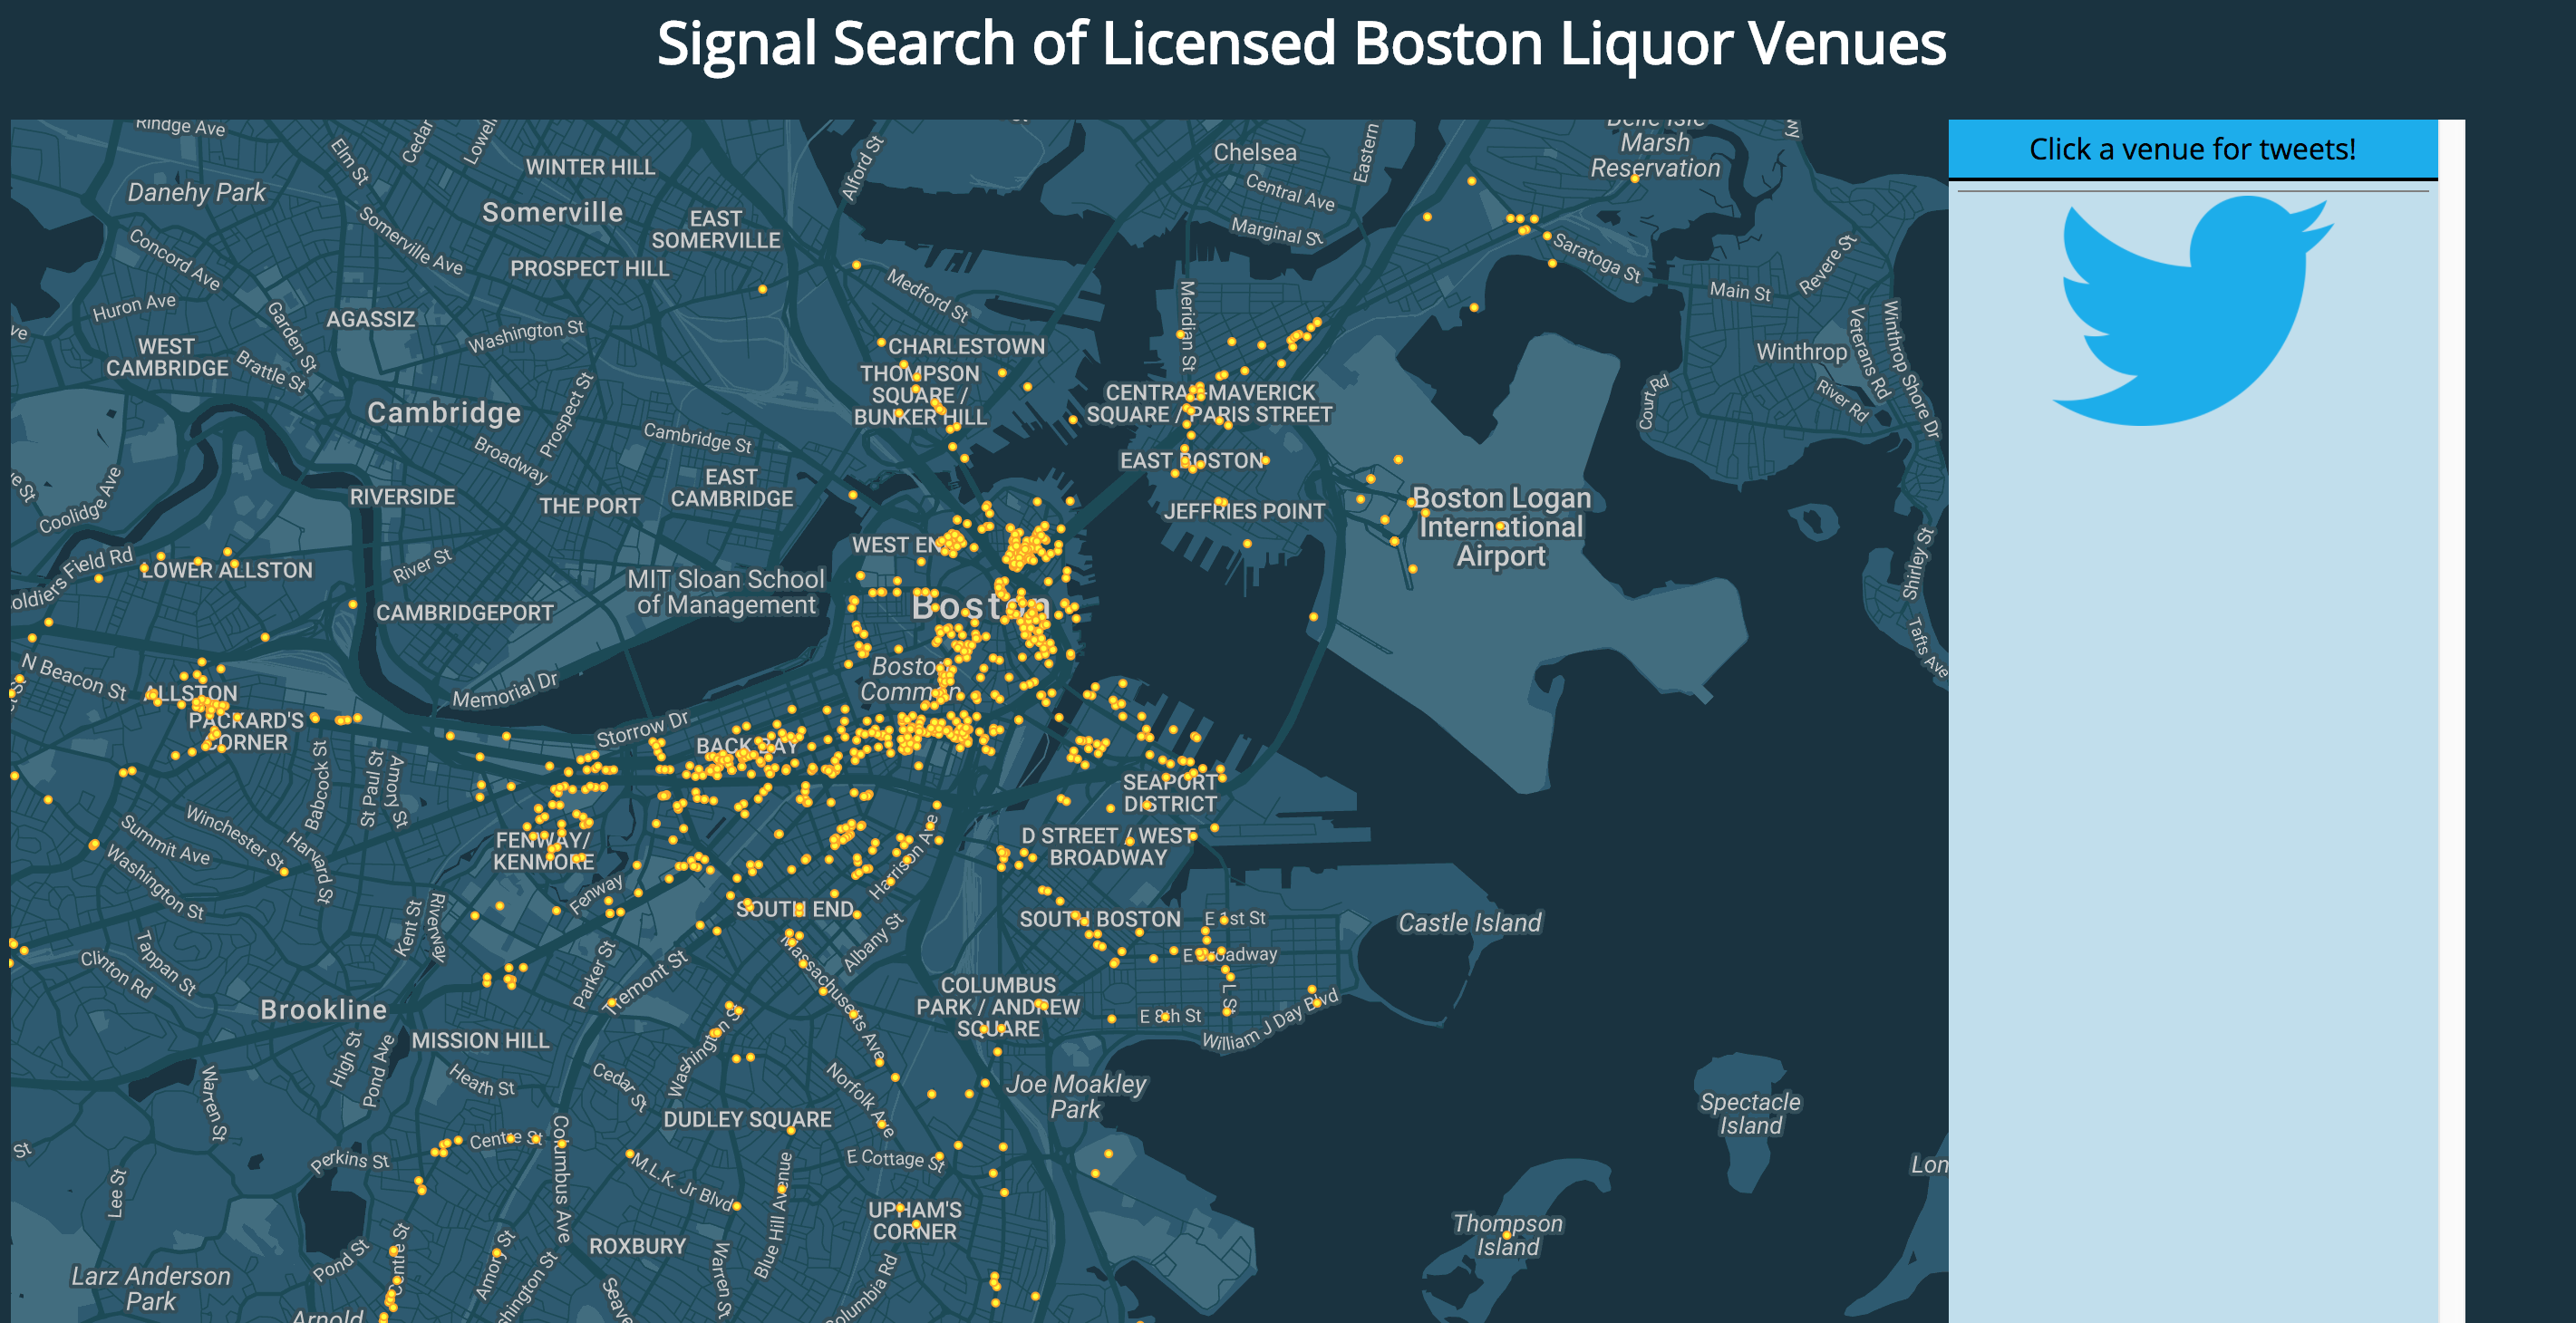 Signal Search of Licensed Boston Liquor Venues
Click a venue for tweets!
Rindge Ave
Elm St
Cedar
Lowell
WINTER HILL
Alford St
Chelsea
Eastern
Belle Isle
Marsh
Reservation
Danehy Park
Somerville
EAST
SOMERVILLE
Central Ave
Marginal St
Concord Ave
Somerville Ave
PROSPECT HILL
Medford St
Saratoga St
Revere St
Main St
Huron Ave
Garden St
AGASSIZ
Washington St
Meridian St
Veterans Rd
Winthrop Shore Dr
WEST
CAMBRIDGE
Brattle St
CHARLESTOWN
Winthrop
THOMPSON
SQUARE /
BUNKER HILL
CENTRAL MAVERICK
SQUARE / PARIS STREET
Court Rd
River Rd
Cambridge
Prospect St
Broadway
Cambridge St
Coolidge Ave
EAST
CAMBRIDGE
EAST BOSTON
RIVERSIDE
THE PORT
JEFFRIES POINT
Boston Logan
International
Airport
WEST EN
Soldiers Field Rd
LOWER ALLSTON
River St
MIT Sloan School
of Management
Shirley St
CAMBRIDGEPORT
Boston
Tafts Ave
N Beacon St
ALLSTON
Memorial Dr
Boston
Common
PACKARD'S
CORNER
Storrow Dr
BACK BAY
Babcock St
St Paul St
Amory St
SEAPORT
DISTRICT
Summit Ave
Winchester St
Harvard St
FENWAY/
KENMORE
Harrison Ave
D STREET / WEST
BROADWAY
Washington St
Fenway
SOUTH END
SOUTH BOSTON
E 1st St
Castle Island
Kent St
Riverway
Albany St
Tappan St
Clinton Rd
Parker St
Tremont St
Massachusetts Ave
E Broadway
L St
Brookline
COLUMBUS
PARK / ANDREW
SQUARE
E 8th St
William J Day Blvd
MISSION HILL
Washington St
High St
Pond Ave
Heath St
Cedar St
Norfolk Ave
Joe Moakley
Park
Warren St
Spectacle
Island
DUDLEY SQUARE
Centre St
Columbus Ave
St
Perkins St
E Cottage St
Lon
Lee St
M.L.K. Jr Blvd
Blue Hill Avenue
UPHAM'S
CORNER
Thompson
Island
Pond St
Centre St
Amory St
ROXBURY
Warren St
Larz Anderson
Park
Washington St
Seaver
Columbia Rd
Arnold